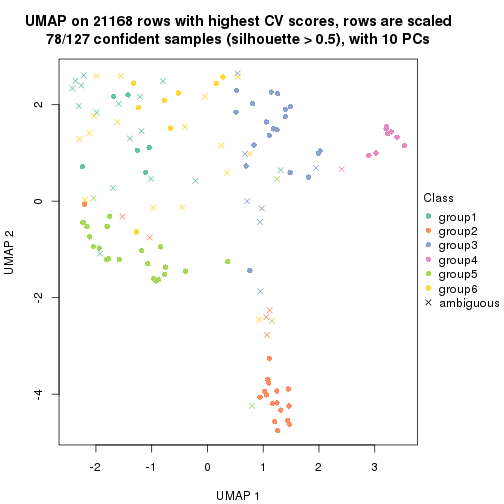 UMAP on 21168 rows with highest CV scores, rows are scaled
78/127 confident samples (silhouette > 0.5), with 10 PCs
2
0
-2
-4
UMAP 2
-2
-1
0
1
2
3
UMAP 1
Class
group1
group2
group3
group4
group5
group6
ambiguous